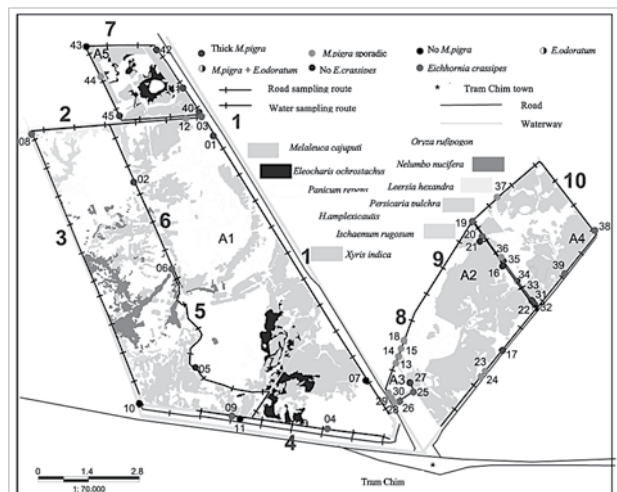 7
43
A5
42
44
Thick M.pigra
M.pigra sporadic
No M.pigra
E.odoratum
M.pigra + E.odoratum
No E.crassipes
Eichhornia crassipes
Road sampling route
Tram Chim town
Water sampling route
Road
Waterway
2
45
40
12
03
1
08
01
Melaleuca cajuputi
Oryza rufipogon
Eleocharis ochrostachus
Nelumbo nucifera
Panicum repens
Leersia hexandra
Persicaria pulchra
H.amplexicautis
Ischaemum rugosum
Xyris indica
02
3
6
A1
1
06
5
05
07
10
09
11
04
4
37
10
19
20
21
38
9
36
35
16
A4
A2
34
39
33
31
22
32
8
18
14
15
13
17
23
24
A3
27
30
25
29
28
26
0 1.4 2.8
1: 70.000
Tram Chim